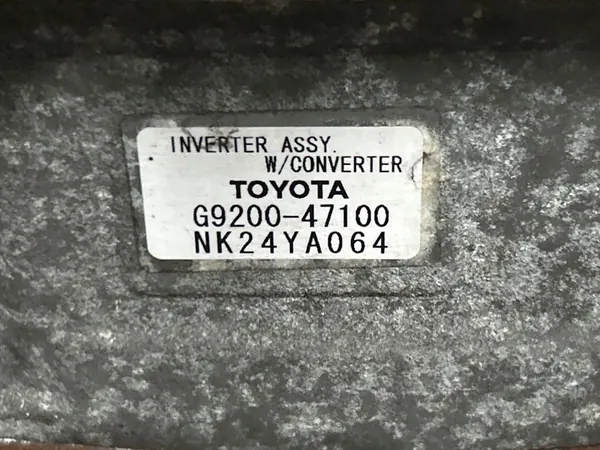 INVERTER ASSY.
W/CONVERTER
TOYOTA
G9200-47100
NK24YA064